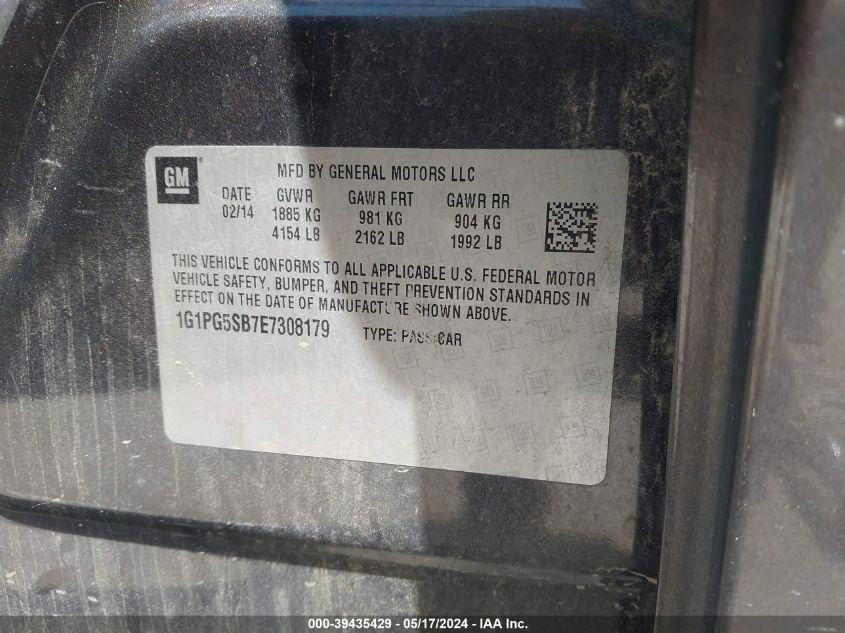 GM
MFD BY GENERAL MOTORS LLC
DATE GVWR GAWR FRT GAWR RR
02/14 1885 KG 981 KG 904 KG
4154 LB 2162 LB 1992 LB
THIS VEHICLE CONFORMS TO ALL APPLICABLE U.S. FEDERAL MOTOR
VEHICLE SAFETY, BUMPER, AND THEFT PREVENTION STANDARDS IN
EFFECT ON THE DATE OF MANUFACTURE SHOWN ABOVE.
1G1PG5SB7E7308179 TYPE: PASS CAR
000-39435429 - 05/17/2024 - IAA Inc.